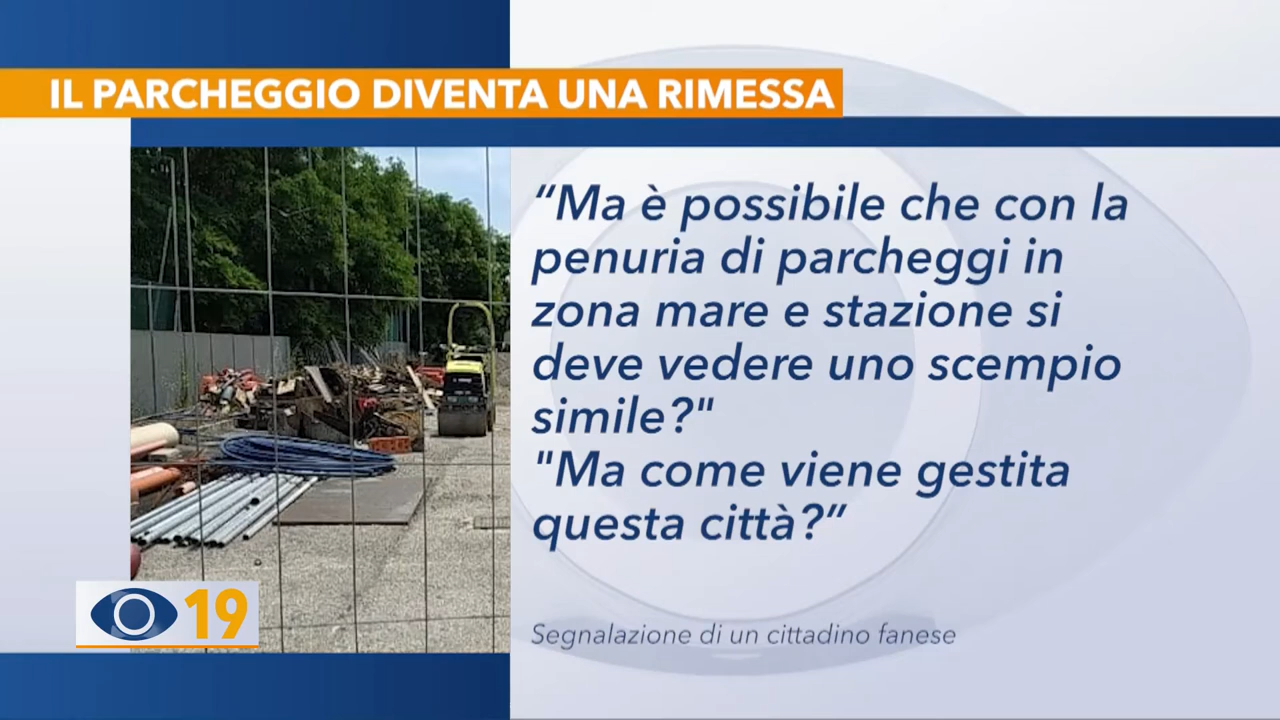 IL PARCHEGGIO DIVENTA UNA RIMESSA
“Ma è possibile che con la
penuria di parcheggi in
zona mare e stazione si
deve vedere uno scempio
simile?"
"Ma come viene gestita
questa città?”
Segnalazione di un cittadino fanese
19